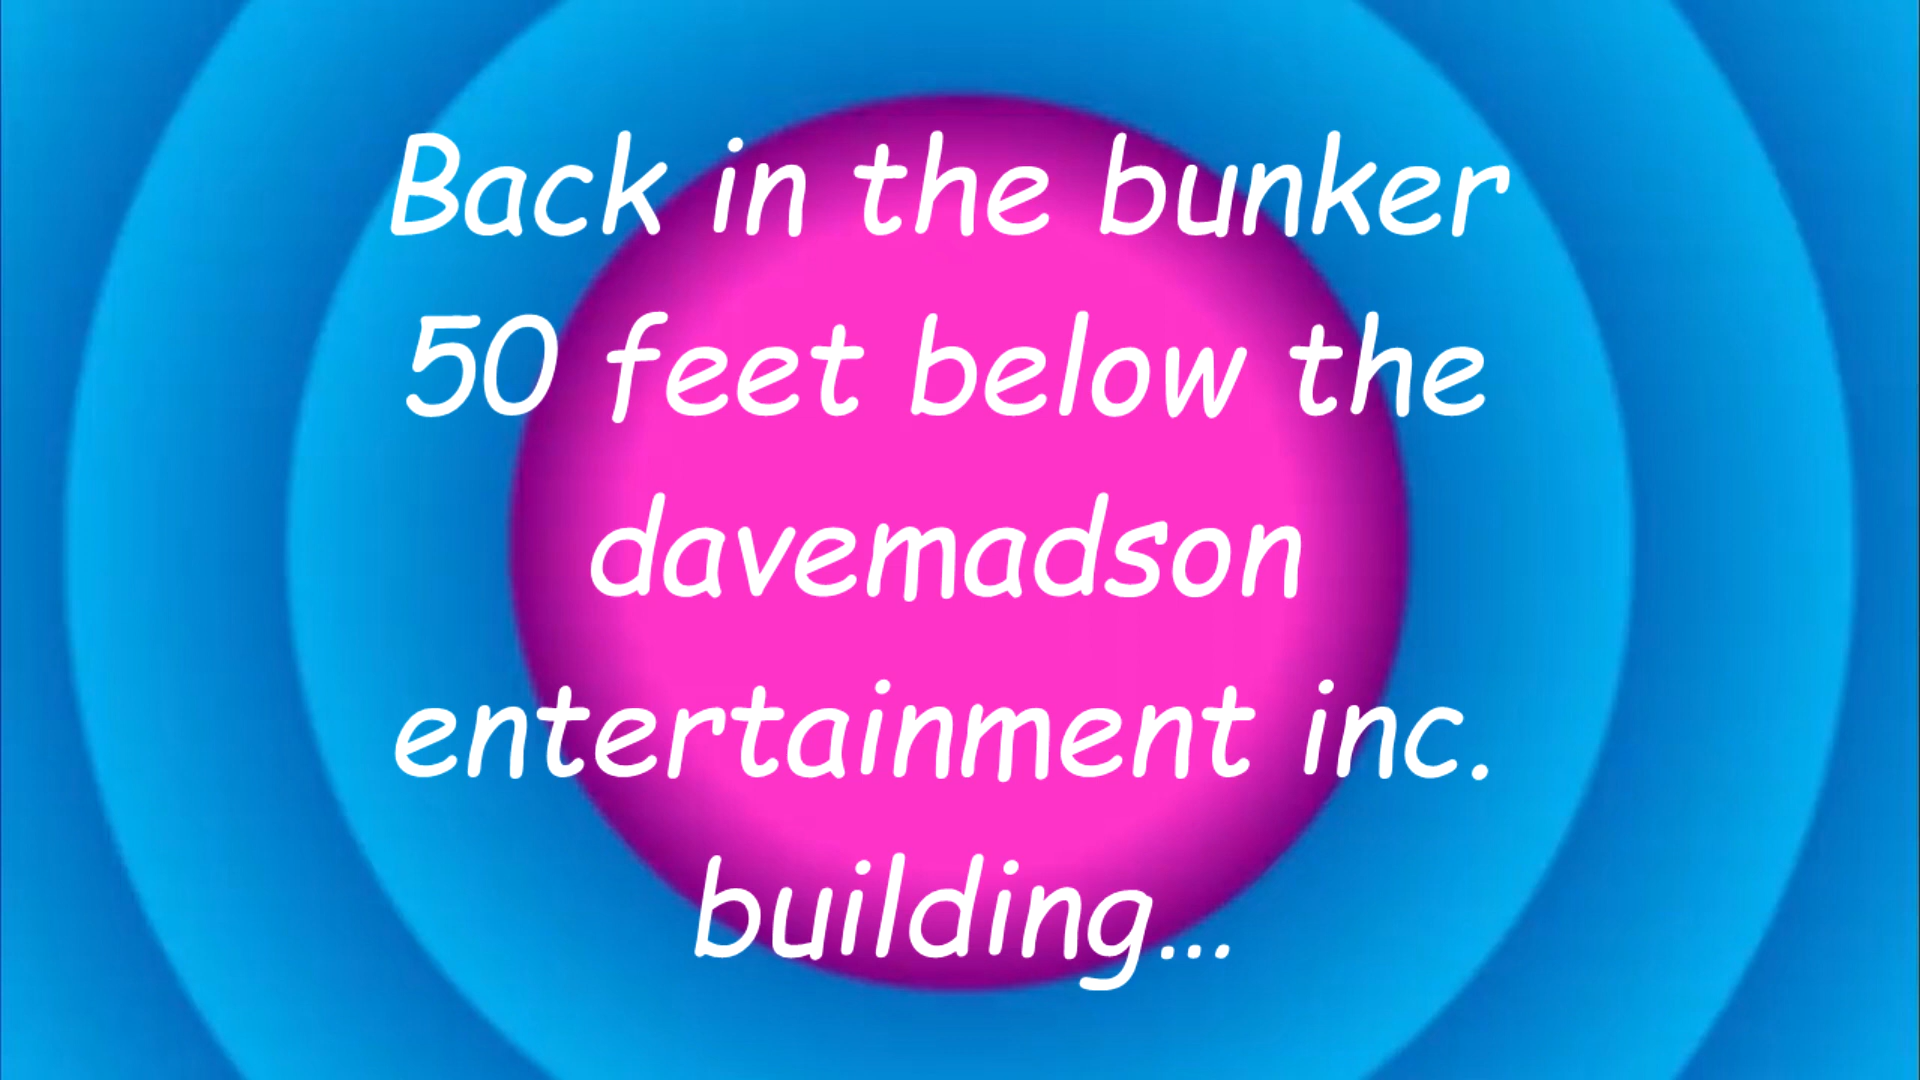 Back in the bunker
50 feet below the
davemadson
entertainment inc.
building...